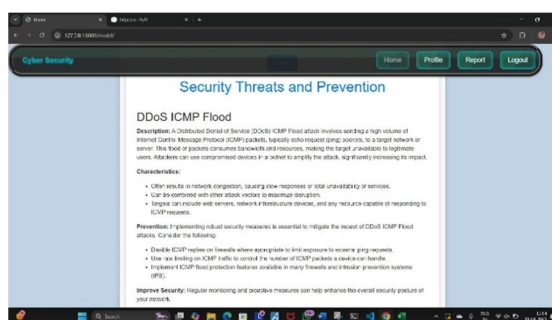 Home
127.0.0.1:5000/model/
Cyber Security
Home
Profile
Report
Logout
Security Threats and Prevention
DDoS ICMP Flood
Description: A Distributed Denial of Service (DDoS) ICMP Flood attack involves sending a high volume of
Internet Control Message Protocol (ICMP) packets, typically echo request (ping) packets, to a target network or
server. This flood of packets consumes bandwidth and resources, making the target unavailable to legitimate
users. Attackers can use compromised devices in a botnet to amplify the attack, significantly increasing its impact.
Characteristics:
• Often results in network congestion, causing slow responses or total unavailability of services.
• Can be combined with other attack vectors to maximize disruption.
• Targets can include web servers, network infrastructure devices, and any resource capable of responding to
ICMP requests.
Prevention: Implementing robust security measures is essential to mitigate the impact of DDoS ICMP Flood
attacks. Consider the following:
• Disable ICMP replies on firewalls where appropriate to limit exposure to external ping requests.
• Use rate limiting on ICMP traffic to control the number of ICMP packets a device can handle.
• Implement ICMP flood protection features available in many firewalls and intrusion prevention systems
(IPS).
Improve Security: Regular monitoring and proactive measures can help enhance the overall security posture of
your network.
Search